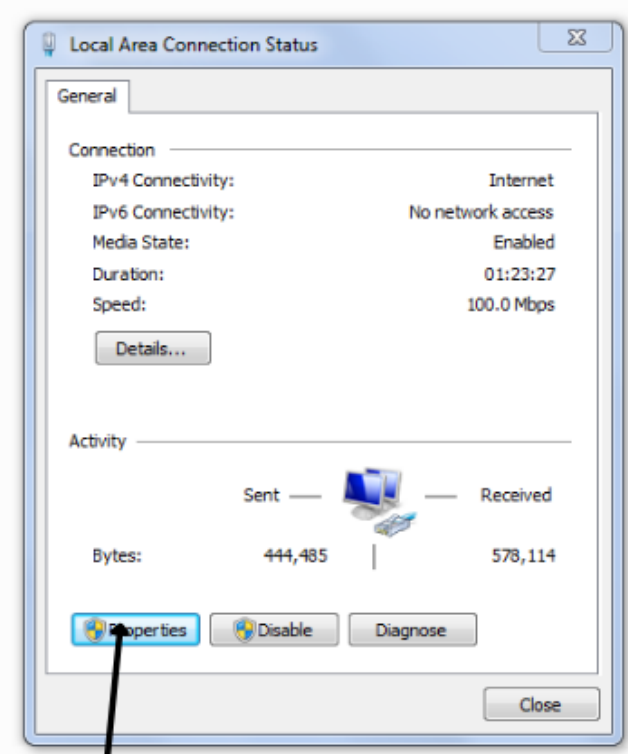 Local Area Connection Status
General
Connection
IPv4 Connectivity: Internet
IPv6 Connectivity: No network access
Media State: Enabled
Duration: 01:23:27
Speed: 100.0 Mbps
Details...
Activity
Sent Received
Bytes: 444,485 578,114
Properties Disable Diagnose
Close